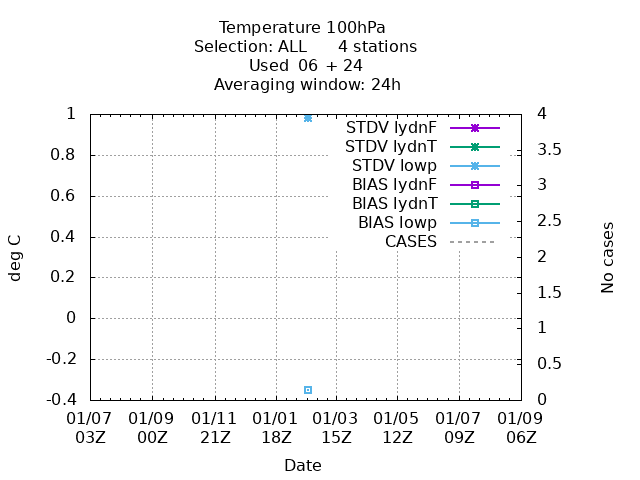 Temperature 100hPa
Selection: ALL 4 stations
Used 06 + 24
Averaging window: 24h
1
0.8
0.6
0.4
0.2
0
-0.2
-0.4
deg C
STDV lydnF
STDV lydnT
STDV lowp
BIAS lydnF
BIAS lydnT
BIAS lowp
CASES
4
3.5
3
2.5
2
1.5
1
0.5
0
No cases
01/07 01/09 01/11 01/01 01/03 01/05 01/07 01/09
03Z 00Z 21Z 18Z 15Z 12Z 09Z 06Z
Date